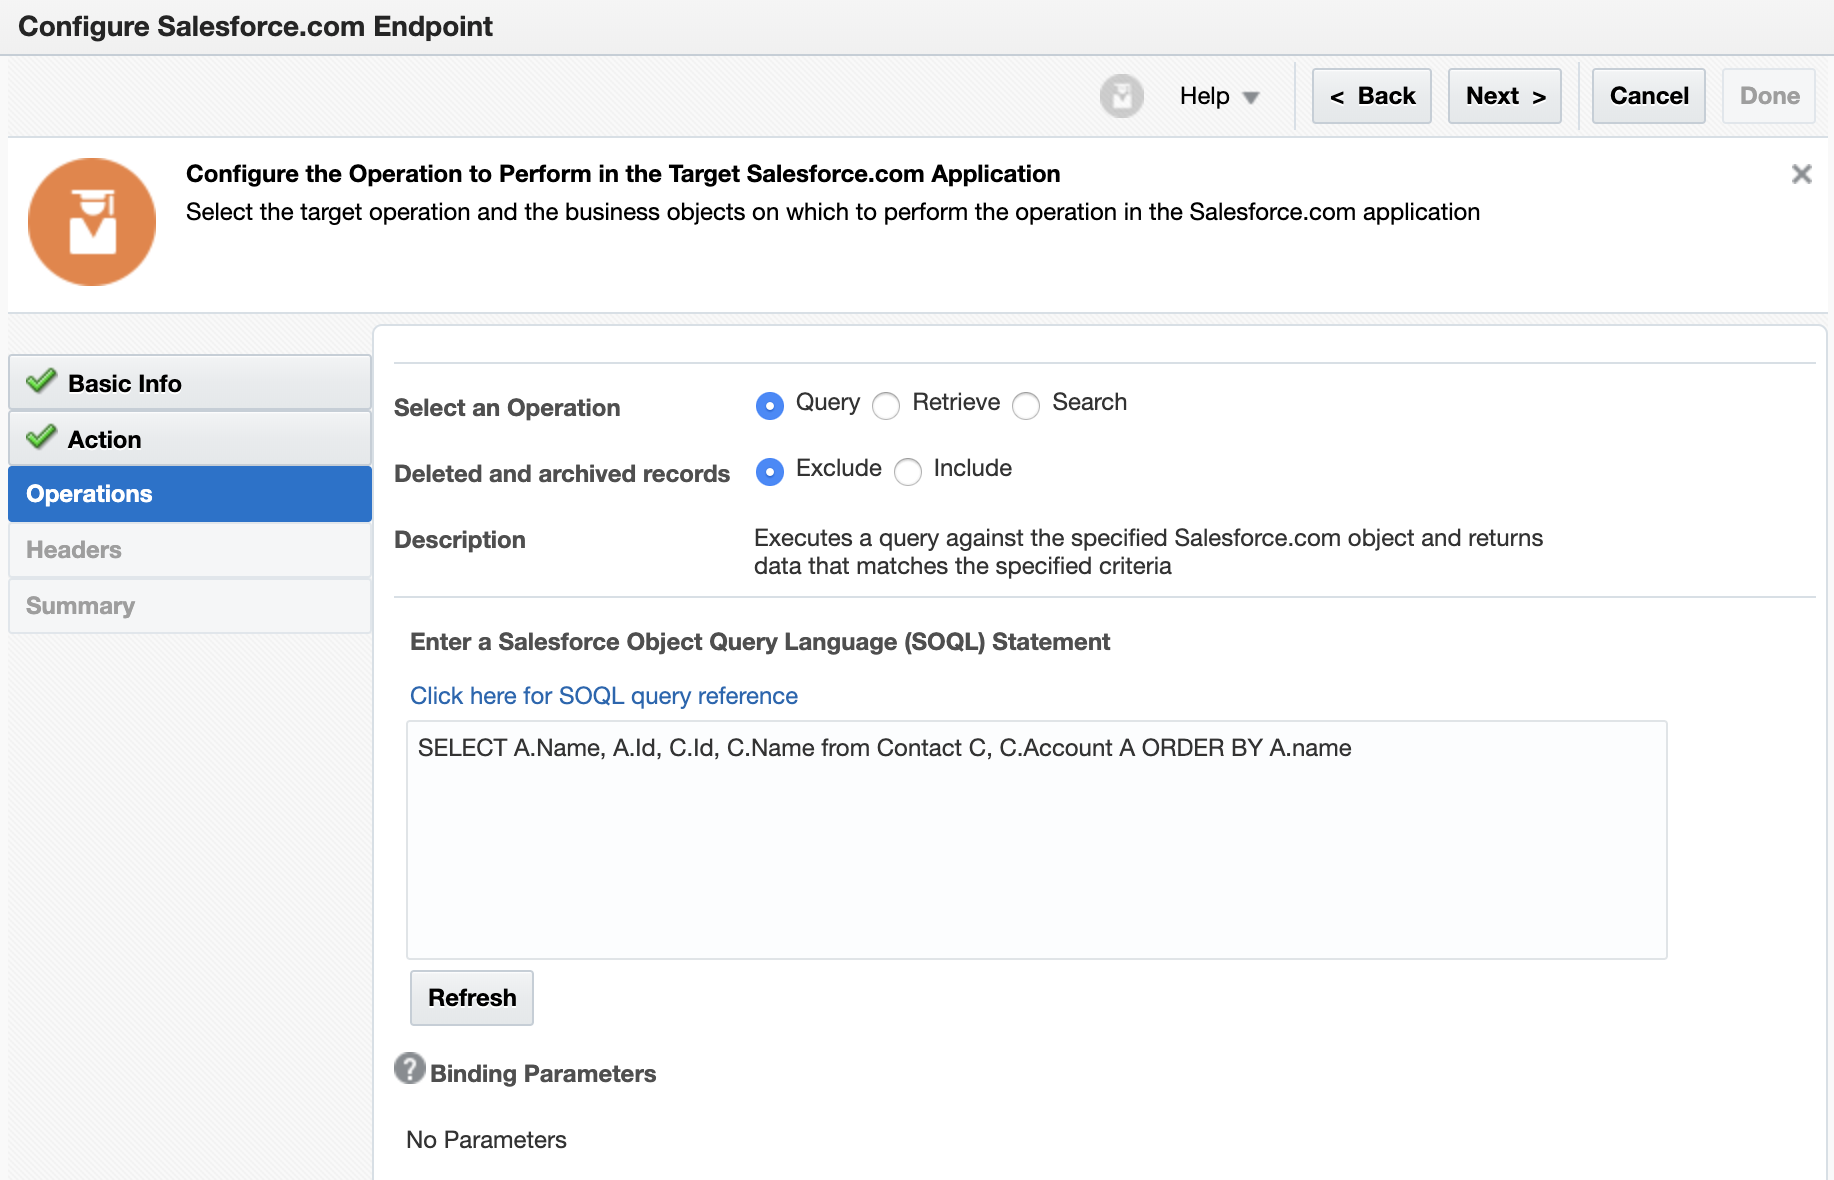 Configure Salesforce.com Endpoint
Help
< Back
Next >
Cancel
Done
Configure the Operation to Perform in the Target Salesforce.com Application
Select the target operation and the business objects on which to perform the operation in the Salesforce.com application
Basic Info
Action
Operations
Headers
Summary
Select an Operation Query Retrieve Search
Deleted and archived records Exclude Include
Description Executes a query against the specified Salesforce.com object and returns
data that matches the specified criteria
Enter a Salesforce Object Query Language (SOQL) Statement
Click here for SOQL query reference
SELECT A.Name, A.Id, C.Id, C.Name from Contact C, C.Account A ORDER BY A.name
Refresh
? Binding Parameters
No Parameters